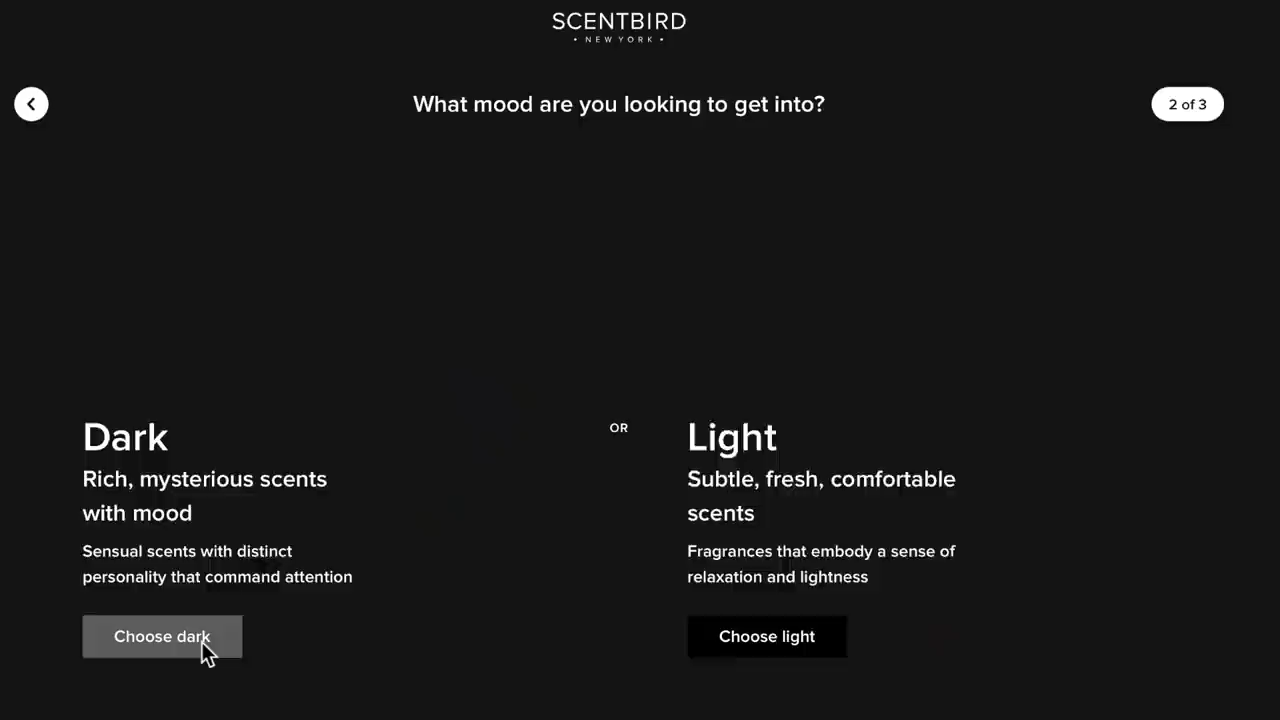 SCENTBIRD
• NEW YORK •
What mood are you looking to get into?
2 of 3
Dark
Rich, mysterious scents
with mood
Sensual scents with distinct
personality that command attention
Choose dark
OR
Light
Subtle, fresh, comfortable
scents
Fragrances that embody a sense of
relaxation and lightness
Choose light